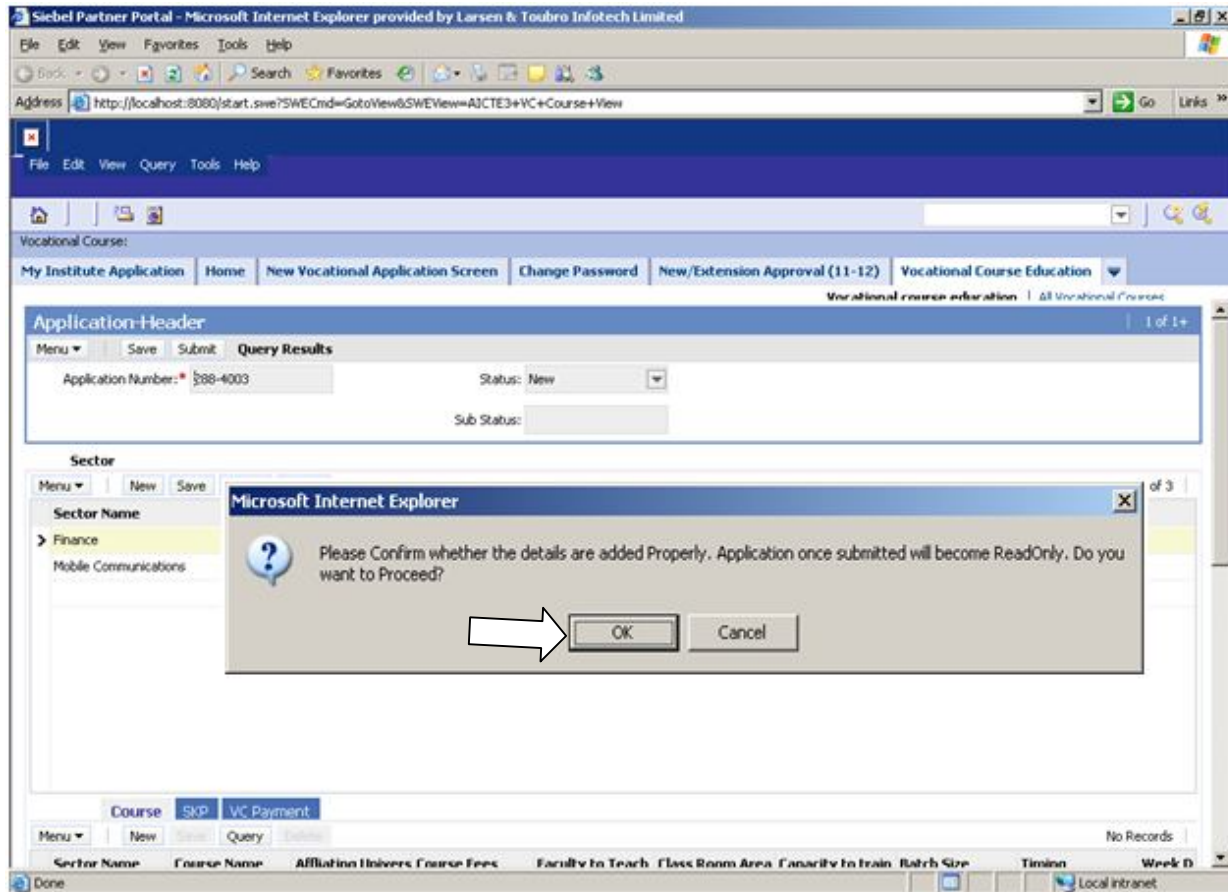 Siebel Partner Portal - Microsoft Internet Explorer provided by Larsen & Toubro Infotech Limited
File Edit View Favorites Tools Help
Back Search Favorites
Address http://localhost:8080/start.swe?SWECmd=GotoView&SWEView=AICTE3+VC+Course+View Go Links »
File Edit View Query Tools Help
Vocational Course:
My Institute Application Home New Vocational Application Screen Change Password New/Extension Approval (11-12) Vocational Course Education
Vocational course education All Vocational Courses
Application-Header 1 of 1+
Menu Save Submit Query Results
Application Number:* 288-4003 Status: New
Sub Status:
Sector
Menu New Save of 3
Sector Name
Finance
Mobile Communications
Microsoft Internet Explorer
Please Confirm whether the details are added Properly. Application once submitted will become ReadOnly. Do you
want to Proceed?
OK Cancel
Course SKP VC Payment
Menu New Save Query Delete No Records
Sector Name Course Name Affliating Univers Course Fees Faculty to Teach Class Room Area Capacity to train Batch Size Timing Week D
Done Local intranet